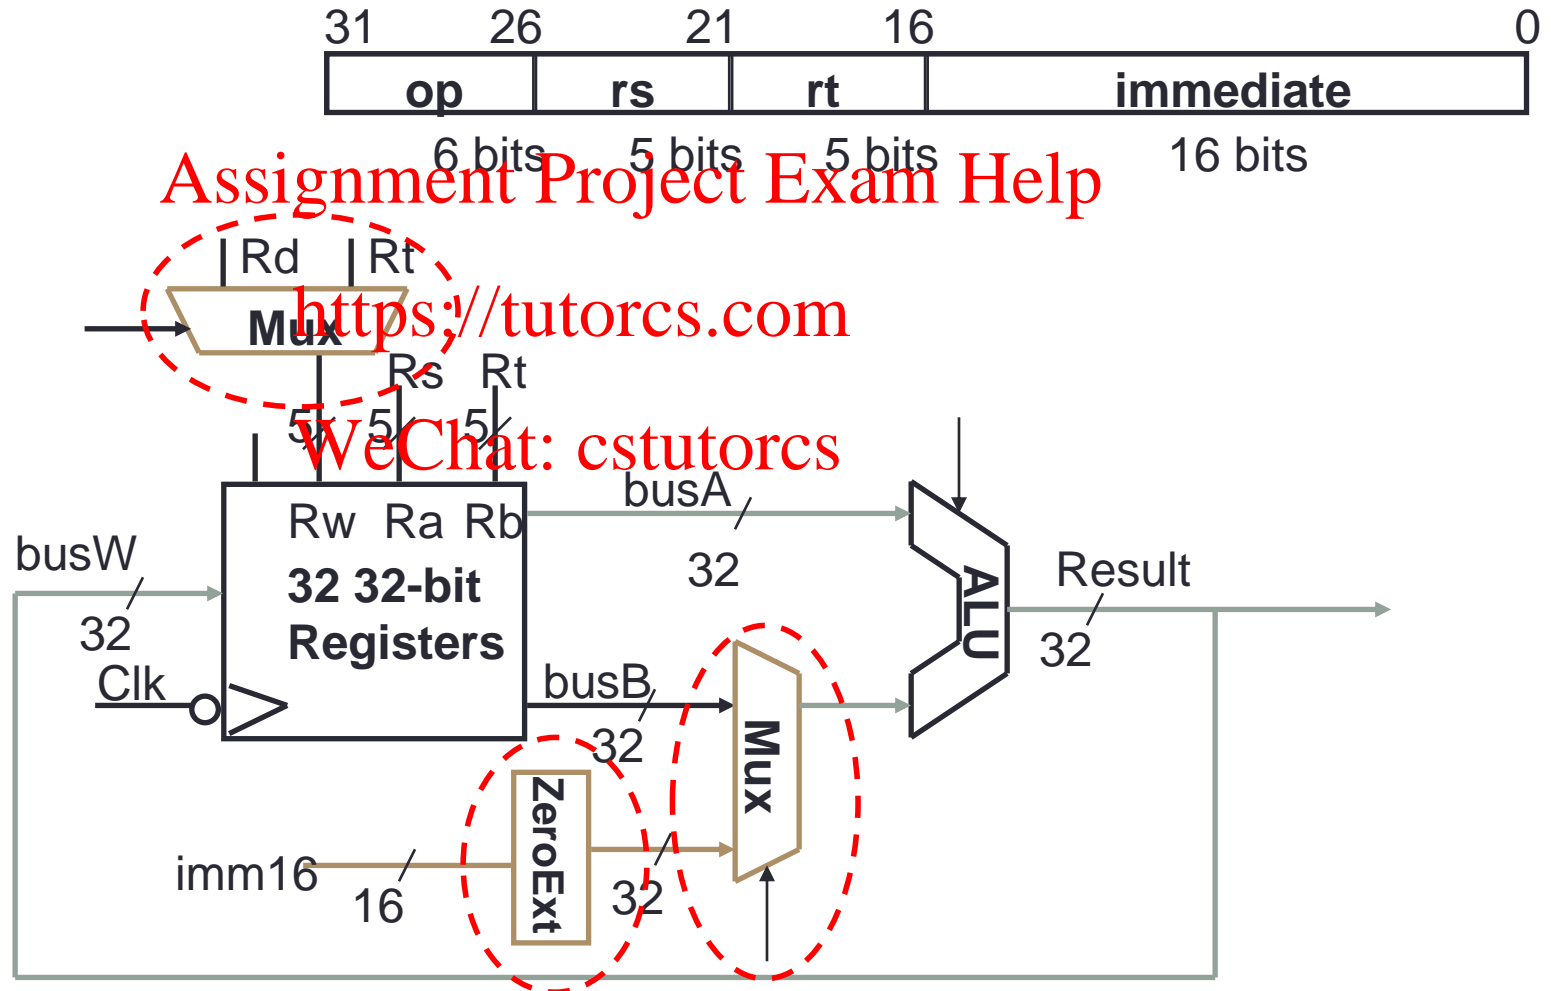 31 26 21 16 0
op rs rt immediate
6 bits 5 bits 5 bits 16 bits
Assignment Project Exam Help
Rd Rt
Mux
https://tutorcs.com
Rs Rt
5 5 5
WeChat: cstutorcs
busA
32
Rw Ra Rb
busW
32
32 32-bit
Registers
Clk
ALU
Result
32
busB
32
Mux
ZeroExt
imm16
16
32